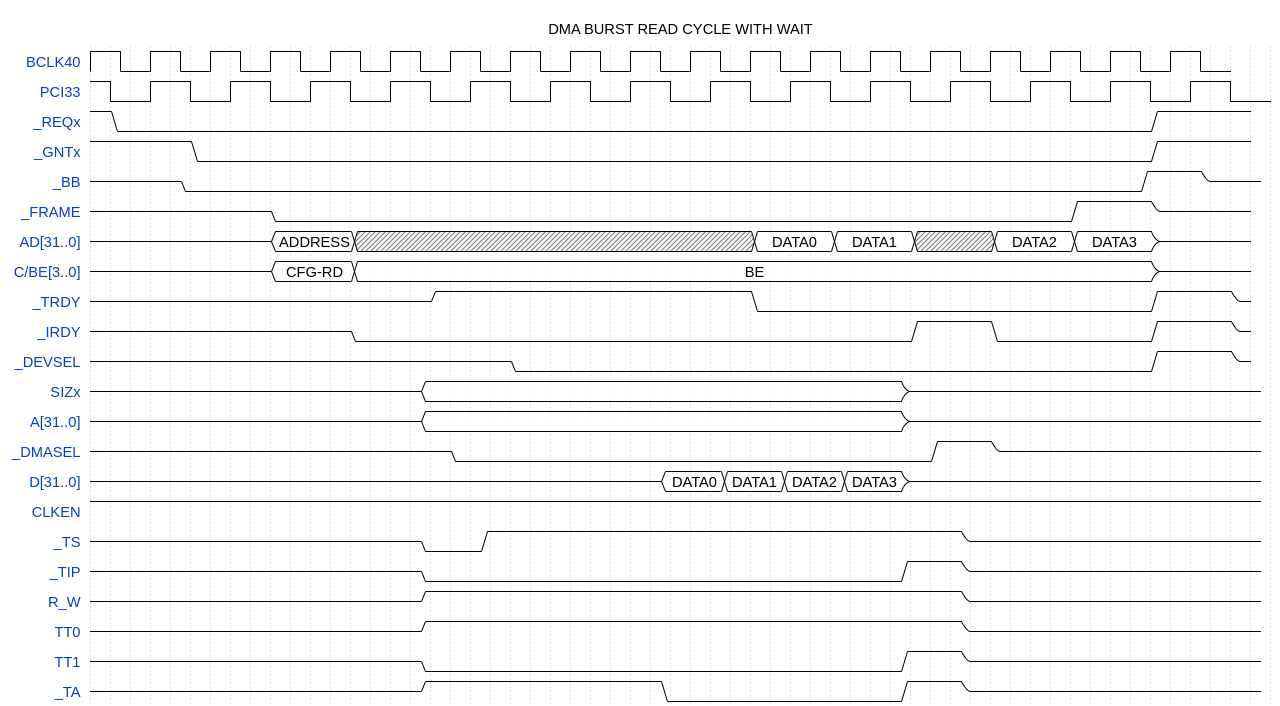 DMA BURST READ CYCLE WITH WAIT
BCLK40
PCI33
_REQx
_GNTx
_BB
_FRAME
AD[31..0] ADDRESS DATA0 DATA1 DATA2 DATA3
C/BE[3..0] CFG-RD BE
_TRDY
_IRDY
_DEVSEL
SIZx
A[31..0]
_DMASEL
D[31..0] DATA0 DATA1 DATA2 DATA3
CLKEN
_TS
_TIP
R_W
TT0
TT1
_TA